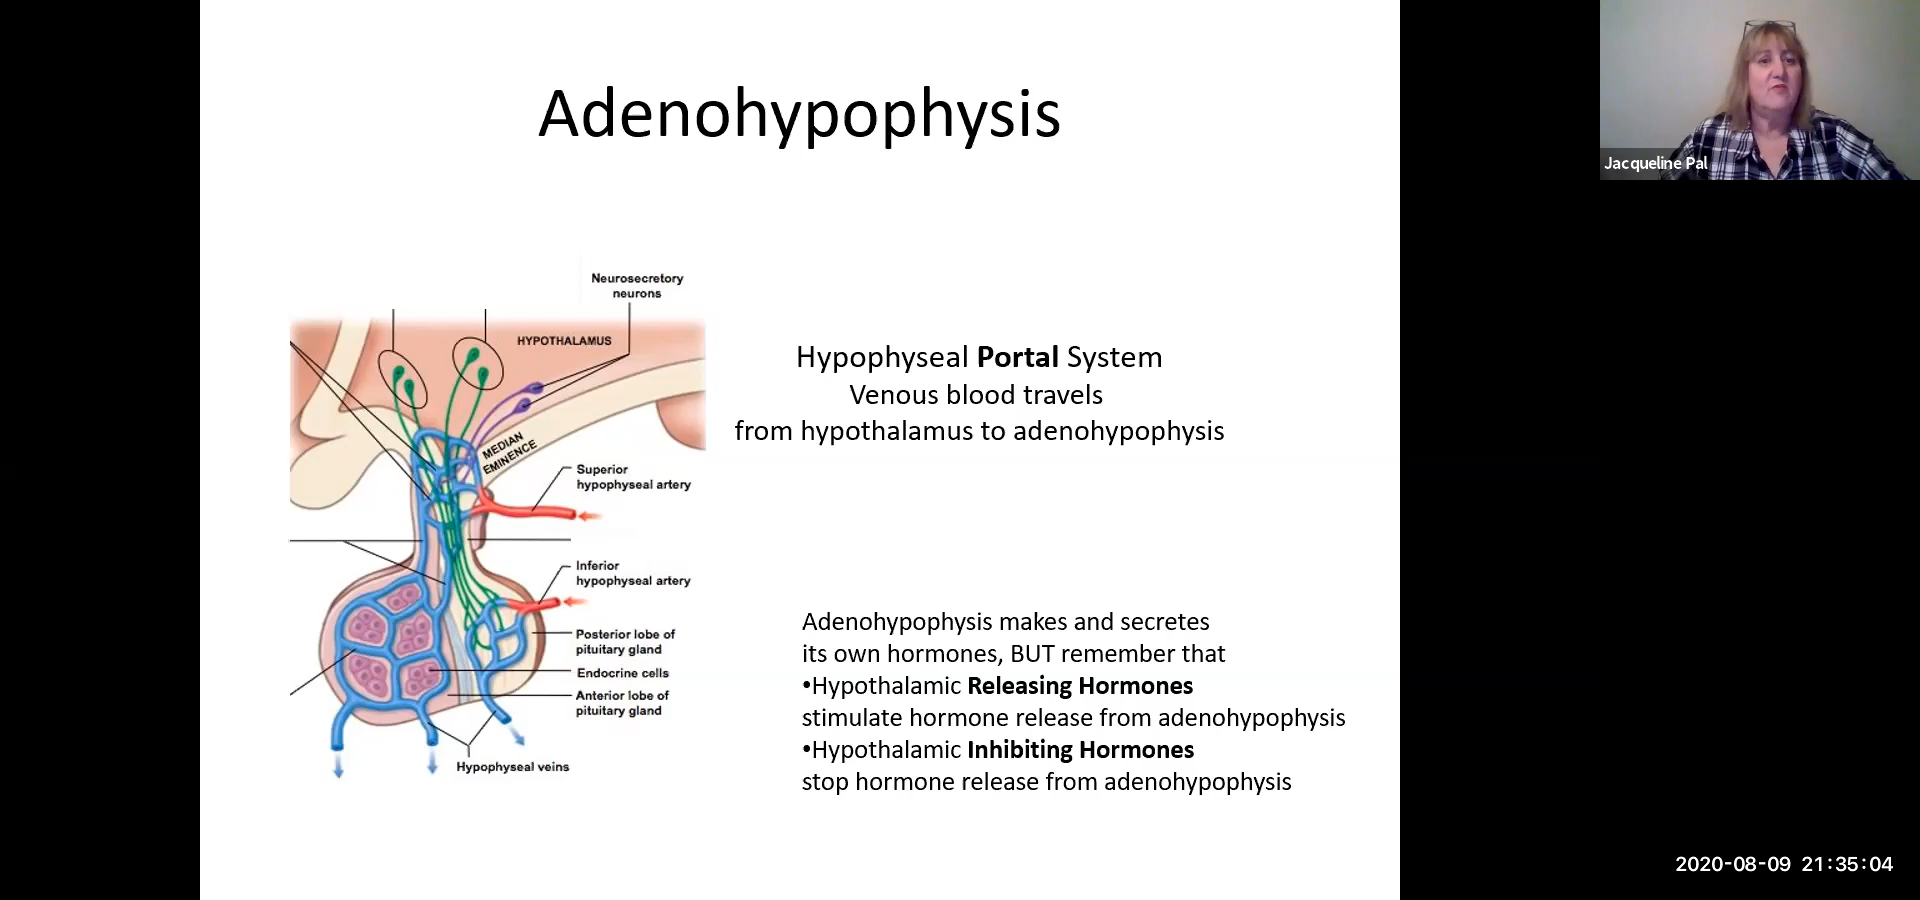 Adenohypophysis
Jacqueline Pal
Neurosecretory
neurons
HYPOTHALAMUS
MEDIAN
EMINENCE
Superior
hypophyseal artery
Inferior
hypophyseal artery
Posterior lobe of
pituitary gland
Endocrine cells
Anterior lobe of
pituitary gland
Hypophyseal veins
Hypophyseal Portal System
Venous blood travels
from hypothalamus to adenohypophysis
Adenohypophysis makes and secretes
its own hormones, BUT remember that
•Hypothalamic Releasing Hormones
stimulate hormone release from adenohypophysis
•Hypothalamic Inhibiting Hormones
stop hormone release from adenohypophysis
2020-08-09 21:35:04